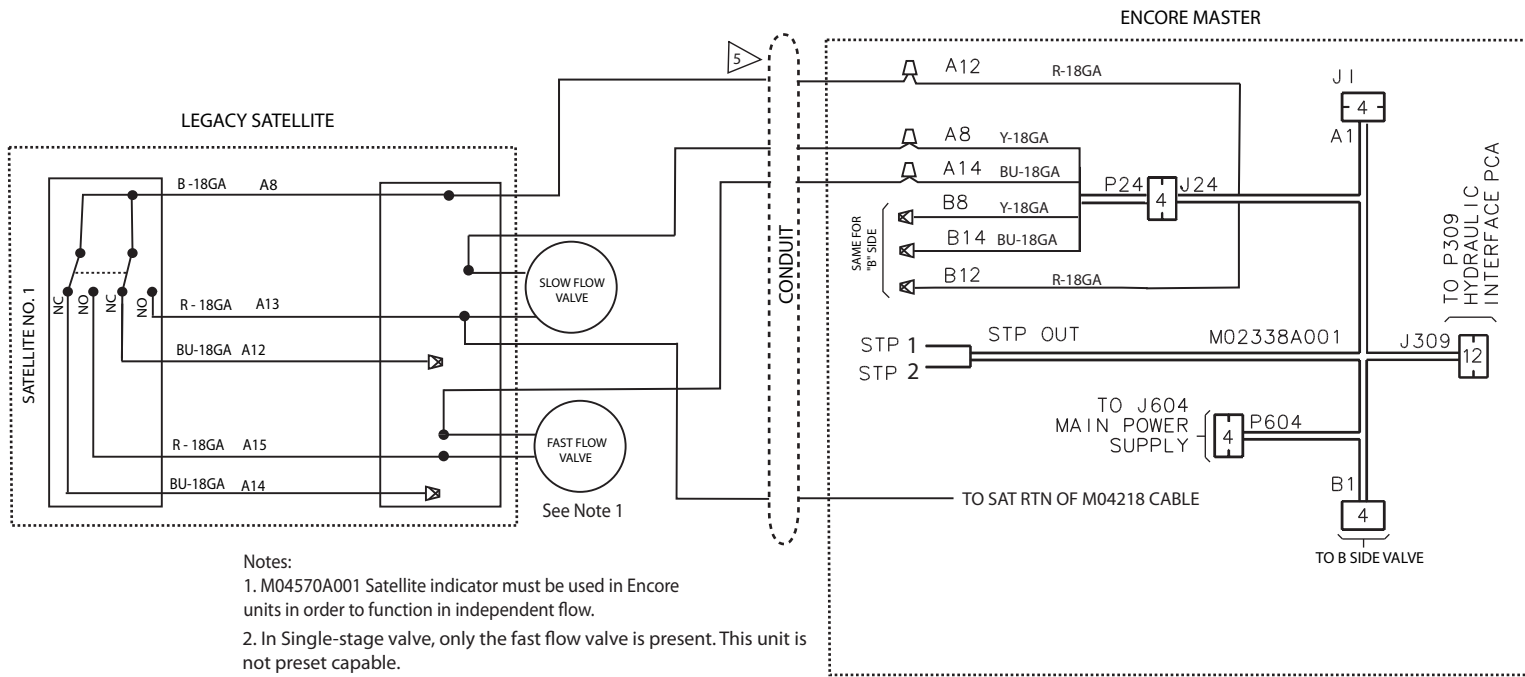 ENCORE MASTER
5
A12 R-18GA
J1
4
A1
LEGACY SATELLITE
A8 Y-18GA
A14 BU-18GA
P24 4 J24
B8 Y-18GA
B14 BU-18GA
B12 R-18GA
SAME FOR
"B" SIDE
CONDUIT
B -18GA A8
SATELLITE NO. 1
NC
NO
NC
NO
SLOW FLOW
VALVE
R - 18GA A13
BU-18GA A12
FAST FLOW
VALVE
R - 18GA A15
BU-18GA A14
See Note 1
TO P309
HYDRAULIC
INTERFACE PCA
STP 1
STP 2
STP OUT
M02338A001
J309
12
TO J604
MAIN POWER
SUPPLY
4
P604
TO SAT RTN OF M04218 CABLE
B1
4
TO B SIDE VALVE
Notes:
1. M04570A001 Satellite indicator must be used in Encore
units in order to function in independent flow.
2. In Single-stage valve, only the fast flow valve is present. This unit is
not preset capable.